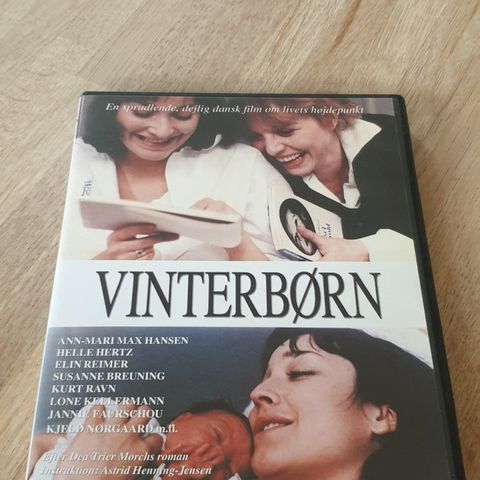 En sprudlende, dejlig dansk film om livets højdepunkt
VINTERBØRN
ANN-MARI MAX HANSEN
HELLE HERTZ
ELIN REIMER
SUSANNE BREUNING
KURT RAVN
LONE KELLERMANN
JANNIE FAURSCHOU
KJELD NØRGAARD m.fl.
Efter Dea Trier Mørchs roman
Instruktion: Astrid Henning-Jensen